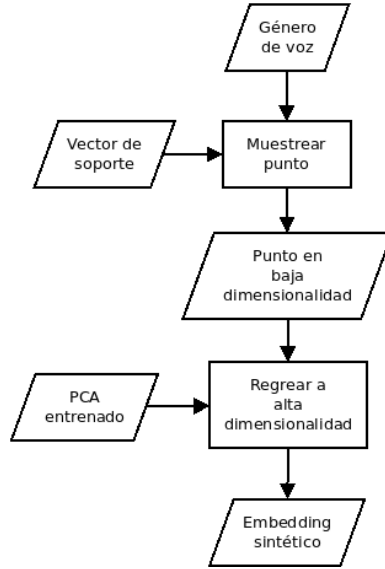 Género
de voz
Vector de
soporte
Muestrear
punto
Punto en
baja
dimensionalidad
PCA
entrenado
Regrear a
alta
dimensionalidad
Embedding
sintético